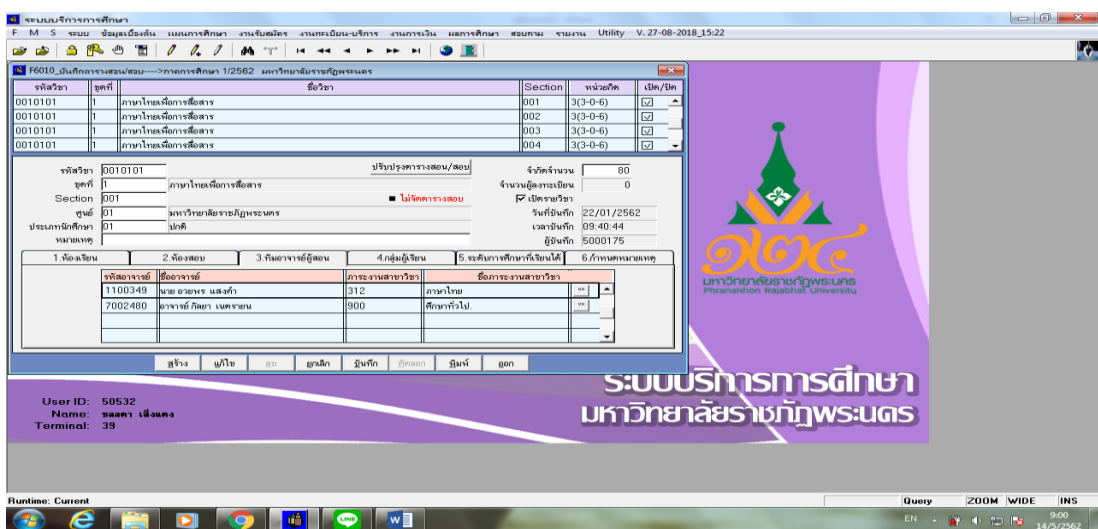 ระบบบริการการศึกษา
F M S ระบบ ข้อมูลเบื้องต้น แผนการศึกษา งานรับสมัคร งานทะเบียน-บริการ งานการเงิน ผลการศึกษา สอบถาม รายงาน Utility V. 27-08-2018_15:22
F6010_บันทึกตารางสอน/สอบ---->ภาคการศึกษา 1/2562 มหาวิทยาลัยราชภัฏพระนคร
รหัสวิชา ชุดที่ ชื่อวิชา Section หน่วยกิต เปิด/ปิด
0010101 1 ภาษาไทยเพื่อการสื่อสาร 001 3(3-0-6)
0010101 1 ภาษาไทยเพื่อการสื่อสาร 002 3(3-0-6)
0010101 1 ภาษาไทยเพื่อการสื่อสาร 003 3(3-0-6)
0010101 1 ภาษาไทยเพื่อการสื่อสาร 004 3(3-0-6)
รหัสวิชา 0010101 ปรับปรุงตารางสอน/สอบ จำกัดจำนวน 80
ชุดที่ 1 ภาษาไทยเพื่อการสื่อสาร จำนวนผู้ลงทะเบียน 0
Section 001 ไม่จัดตารางสอบ เปิดรายวิชา
ศูนย์ 01 มหาวิทยาลัยราชภัฏพระนคร วันที่บันทึก 22/01/2562
ประเภทนักศึกษา 01 ปกติ เวลาบันทึก 09:40:44
หมายเหตุ ผู้บันทึก 5000175
1.ห้องเรียน 2.ห้องสอบ 3.ทีมอาจารย์ผู้สอน 4.กลุ่มผู้เรียน 5.ระดับการศึกษาที่เรียนได้ 6.กำหนดหมายเหตุ
รหัสอาจารย์ ชื่ออาจารย์ ภาระงานสาขาวิชา ชื่อภาระงานสาขาวิชา
1100349 นาย อวยพร แสงคำ 312 ภาษาไทย
7002480 อาจารย์ กัลยา เนตรายน 900 ศึกษาทั่วไป.
สร้าง แก้ไข ลบ ยกเลิก บันทึก คัดลอก พิมพ์ ออก
มหาวิทยาลัยราชภัฏพระนคร
Phranakhon Rajabhat University
ระบบบริการการศึกษา
มหาวิทยาลัยราชภัฏพระนคร
User ID: 50532
Name:
Terminal: 39
Runtime: Current Query ZOOM WIDE INS
LINE W EN 9:00
14/5/2562